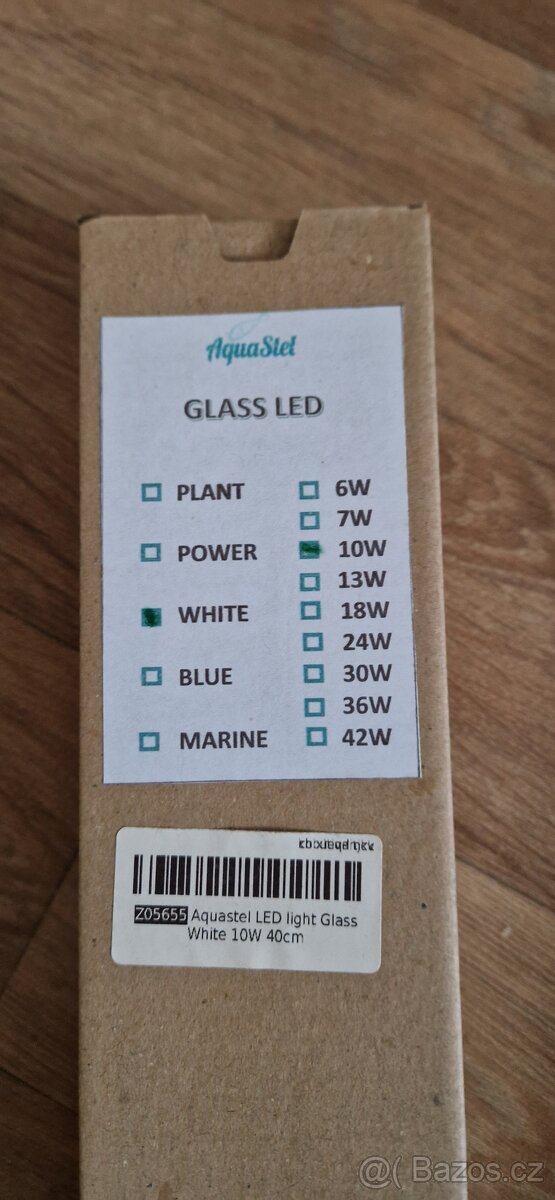 AquaStel
GLASS LED
PLANT
POWER
WHITE
BLUE
MARINE
6W
7W
10W
13W
18W
24W
30W
36W
42W
Z05655 Aquastel LED light Glass
White 10W 40cm
@( Bazoš.cz